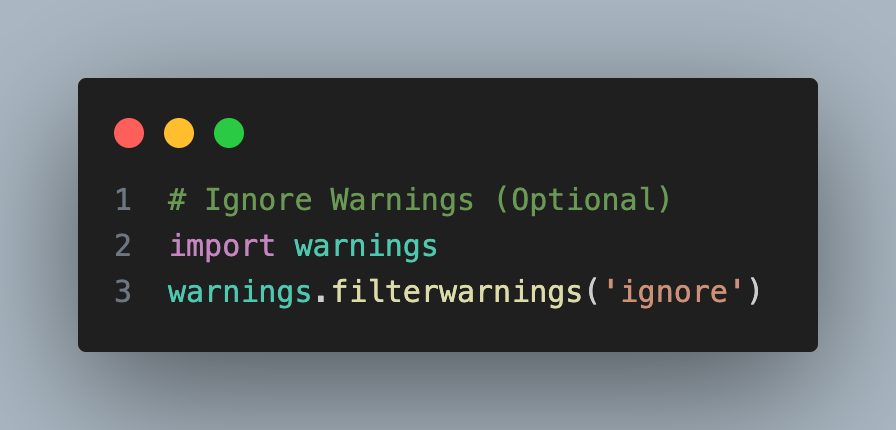 1 # Ignore Warnings (Optional)
2 import warnings
3 warnings.filterwarnings('ignore')